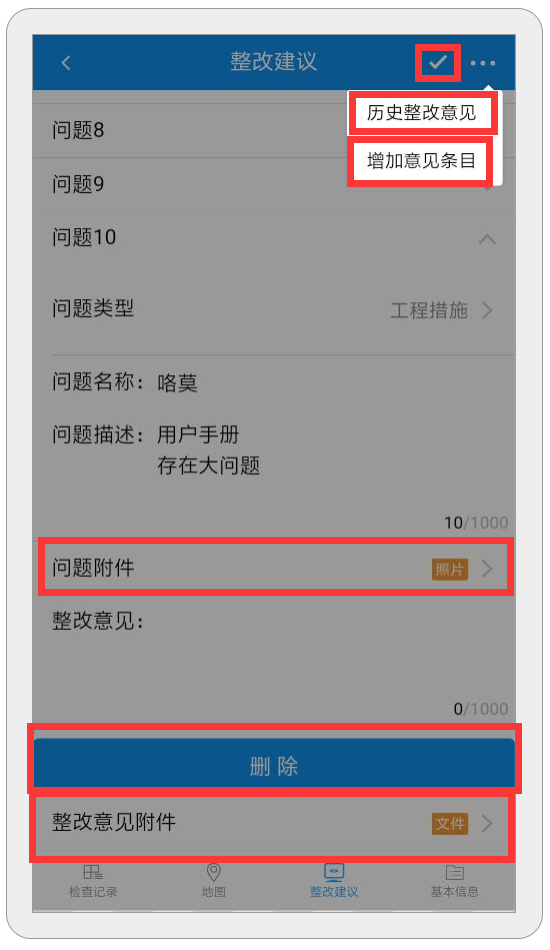 整改建议
历史整改意见
增加意见条目
问题8
问题9
问题10
问题类型 工程措施
问题名称： 咯莫
问题描述： 用户手册
存在大问题
10/1000
问题附件 照片
整改意见：
0/1000
删除
整改意见附件 文件
检查记录 地图 整改建议 基本信息